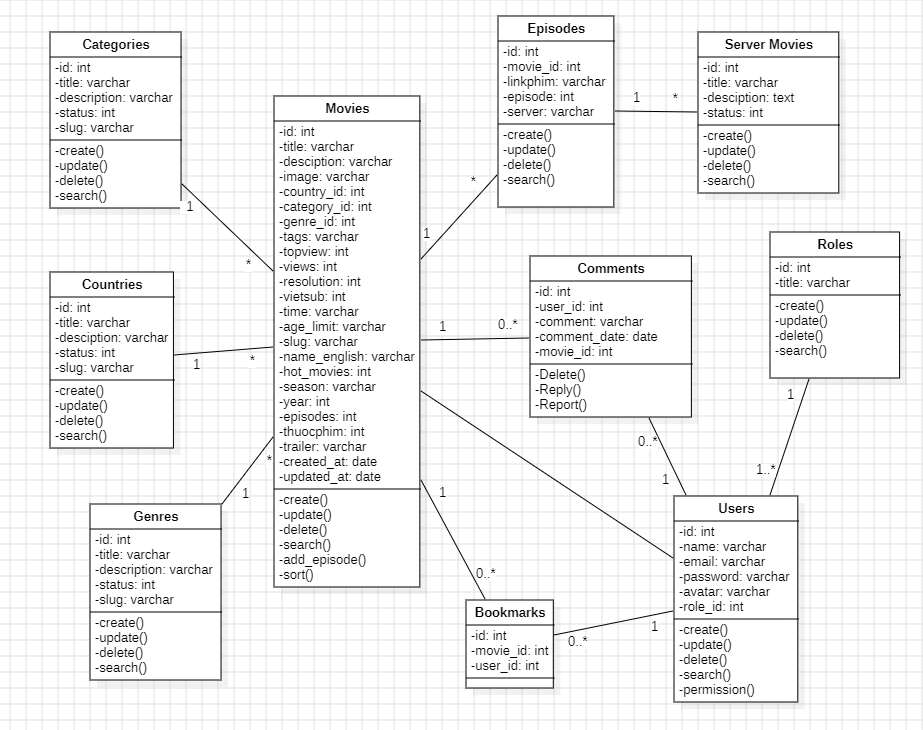 Categories
-id: int
-title: varchar
-description: varchar
-status: int
-slug: varchar
-create()
-update()
-delete()
-search()
Countries
-id: int
-title: varchar
-desciption: varchar
-status: int
-slug: varchar
-create()
-update()
-delete()
-search()
Genres
-id: int
-title: varchar
-description: varchar
-status: int
-slug: varchar
-create()
-update()
-delete()
-search()
Movies
-id: int
-title: varchar
-desciption: varchar
-image: varchar
-country_id: int
-category_id: int
-genre_id: int
-tags: varchar
-topview: int
-views: int
-resolution: int
-vietsub: int
-time: varchar
-age_limit: varchar
-slug: varchar
-name_english: varchar
-hot_movies: int
-season: varchar
-year: int
-episodes: int
-thuocphim: int
-trailer: varchar
-created_at: date
-updated_at: date
-create()
-update()
-delete()
-search()
-add_episode()
-sort()
Episodes
-id: int
-movie_id: int
-linkphim: varchar
-episode: int
-server: varchar
-create()
-update()
-delete()
-search()
Server Movies
-id: int
-title: varchar
-desciption: text
-status: int
-create()
-update()
-delete()
-search()
Comments
-id: int
-user_id: int
-comment: varchar
-comment_date: date
-movie_id: int
-Delete()
-Reply()
-Report()
Roles
-id: int
-title: varchar
-create()
-update()
-delete()
-search()
Bookmarks
-id: int
-movie_id: int
-user_id: int
Users
-id: int
-name: varchar
-email: varchar
-password: varchar
-avatar: varchar
-role_id: int
-create()
-update()
-delete()
-search()
-permission()
1
*
1
*
1
*
1
*
1
*
1
0..*
1
0..*
0..*
1
0..*
1
1
1..*